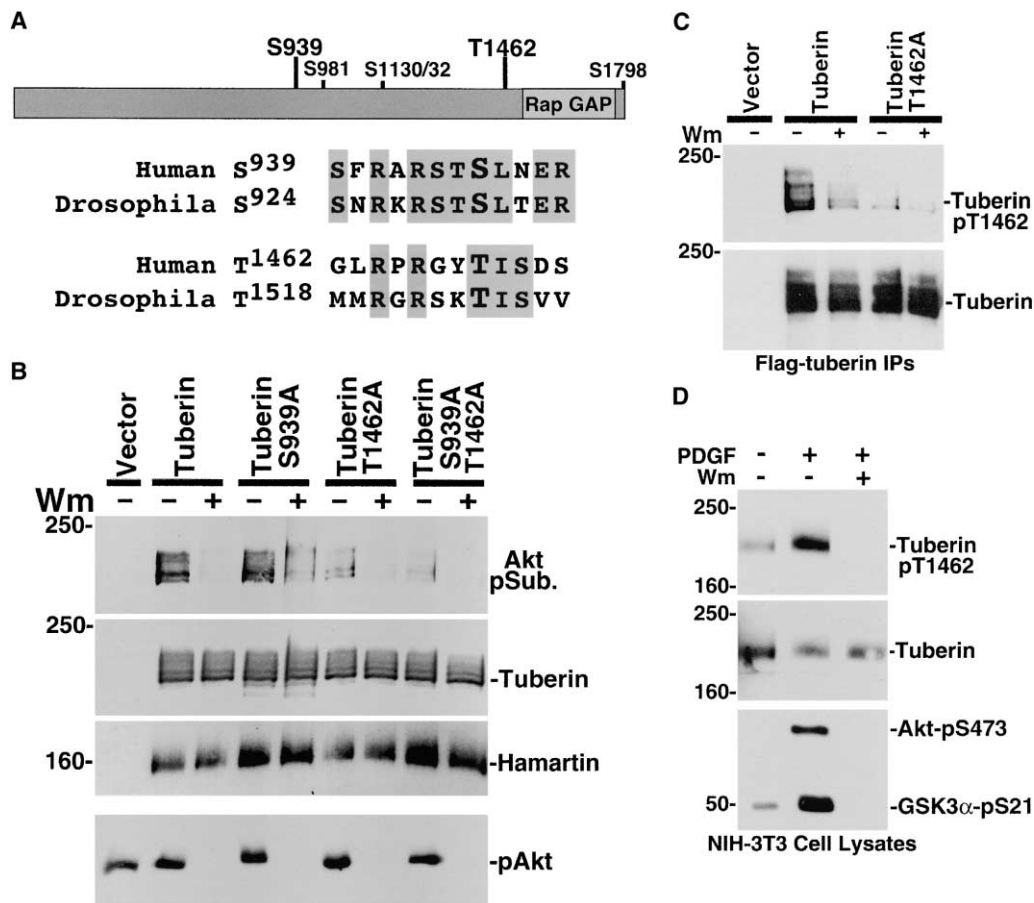 A
S939
S981
S1130/32
T1462
S1798
Rap GAP
Human S939 SFRARSTSLNER
Drosophila S924 SNRKRSTSLTER
Human T1462 GLRPRGYTISDS
Drosophila T1518 MMRGRSKTISVV
B
Vector
Tuberin
Tuberin S939A
Tuberin T1462A
Tuberin S939A T1462A
Wm - - + - + - + - +
250-
Akt pSub.
250-
-Tuberin
160-
-Hamartin
-pAkt
C
Vector
Tuberin
Tuberin T1462A
Wm - - + - +
250-
-Tuberin pT1462
250-
-Tuberin
Flag-tuberin IPs
D
PDGF - + +
Wm - - +
250-
-Tuberin pT1462
160-
250-
-Tuberin
160-
-Akt-pS473
50-
-GSK3α-pS21
NIH-3T3 Cell Lysates